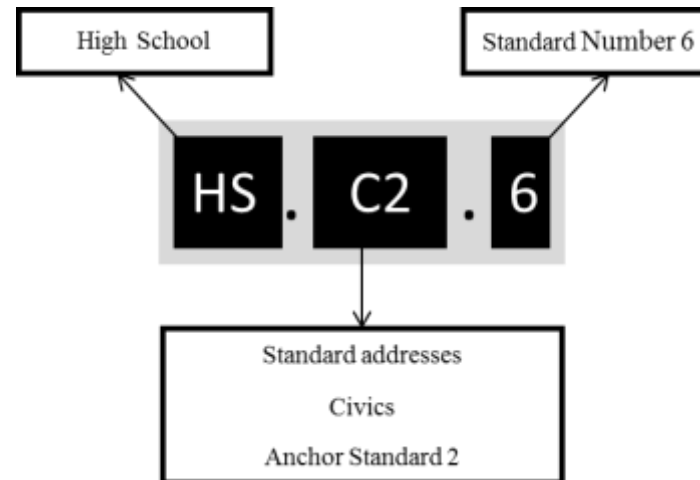 High School
Standard Number 6
HS . C2 . 6
Standard addresses
Civics
Anchor Standard 2